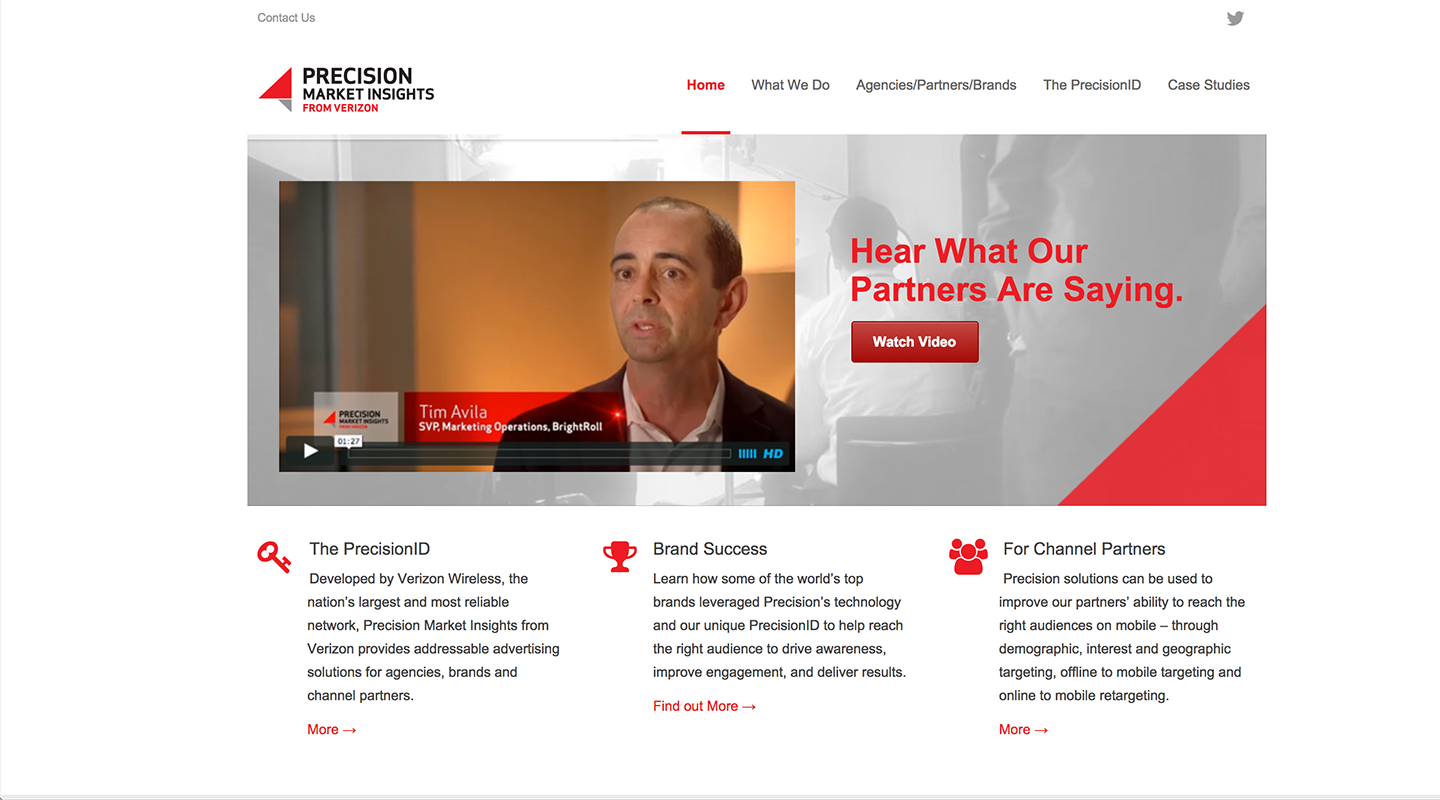 Contact Us
PRECISION
MARKET INSIGHTS
FROM VERIZON
Home What We Do Agencies/Partners/Brands The PrecisionID Case Studies
Hear What Our
Partners Are Saying.
Watch Video
PRECISION
MARKET INSIGHTS
FROM VERIZON
Tim Avila
SVP, Marketing Operations, BrightRoll
01:27
HD
The PrecisionID
Developed by Verizon Wireless, the
nation’s largest and most reliable
network, Precision Market Insights from
Verizon provides addressable advertising
solutions for agencies, brands and
channel partners.
More →
Brand Success
Learn how some of the world’s top
brands leveraged Precision’s technology
and our unique PrecisionID to help reach
the right audience to drive awareness,
improve engagement, and deliver results.
Find out More →
For Channel Partners
Precision solutions can be used to
improve our partners’ ability to reach the
right audiences on mobile – through
demographic, interest and geographic
targeting, offline to mobile targeting and
online to mobile retargeting.
More →